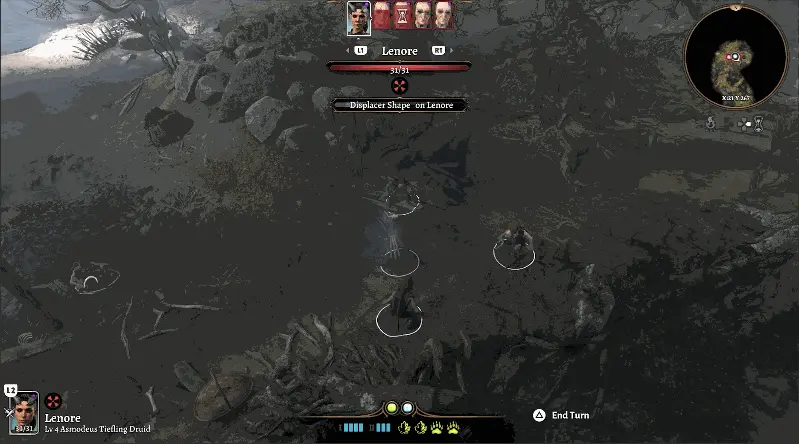 L1 Lenore R1
31/31
Displacer Shape on Lenore
L2
31/31
Lenore
Lv 4 Asmodeus Tiefling Druid
I II
End Turn